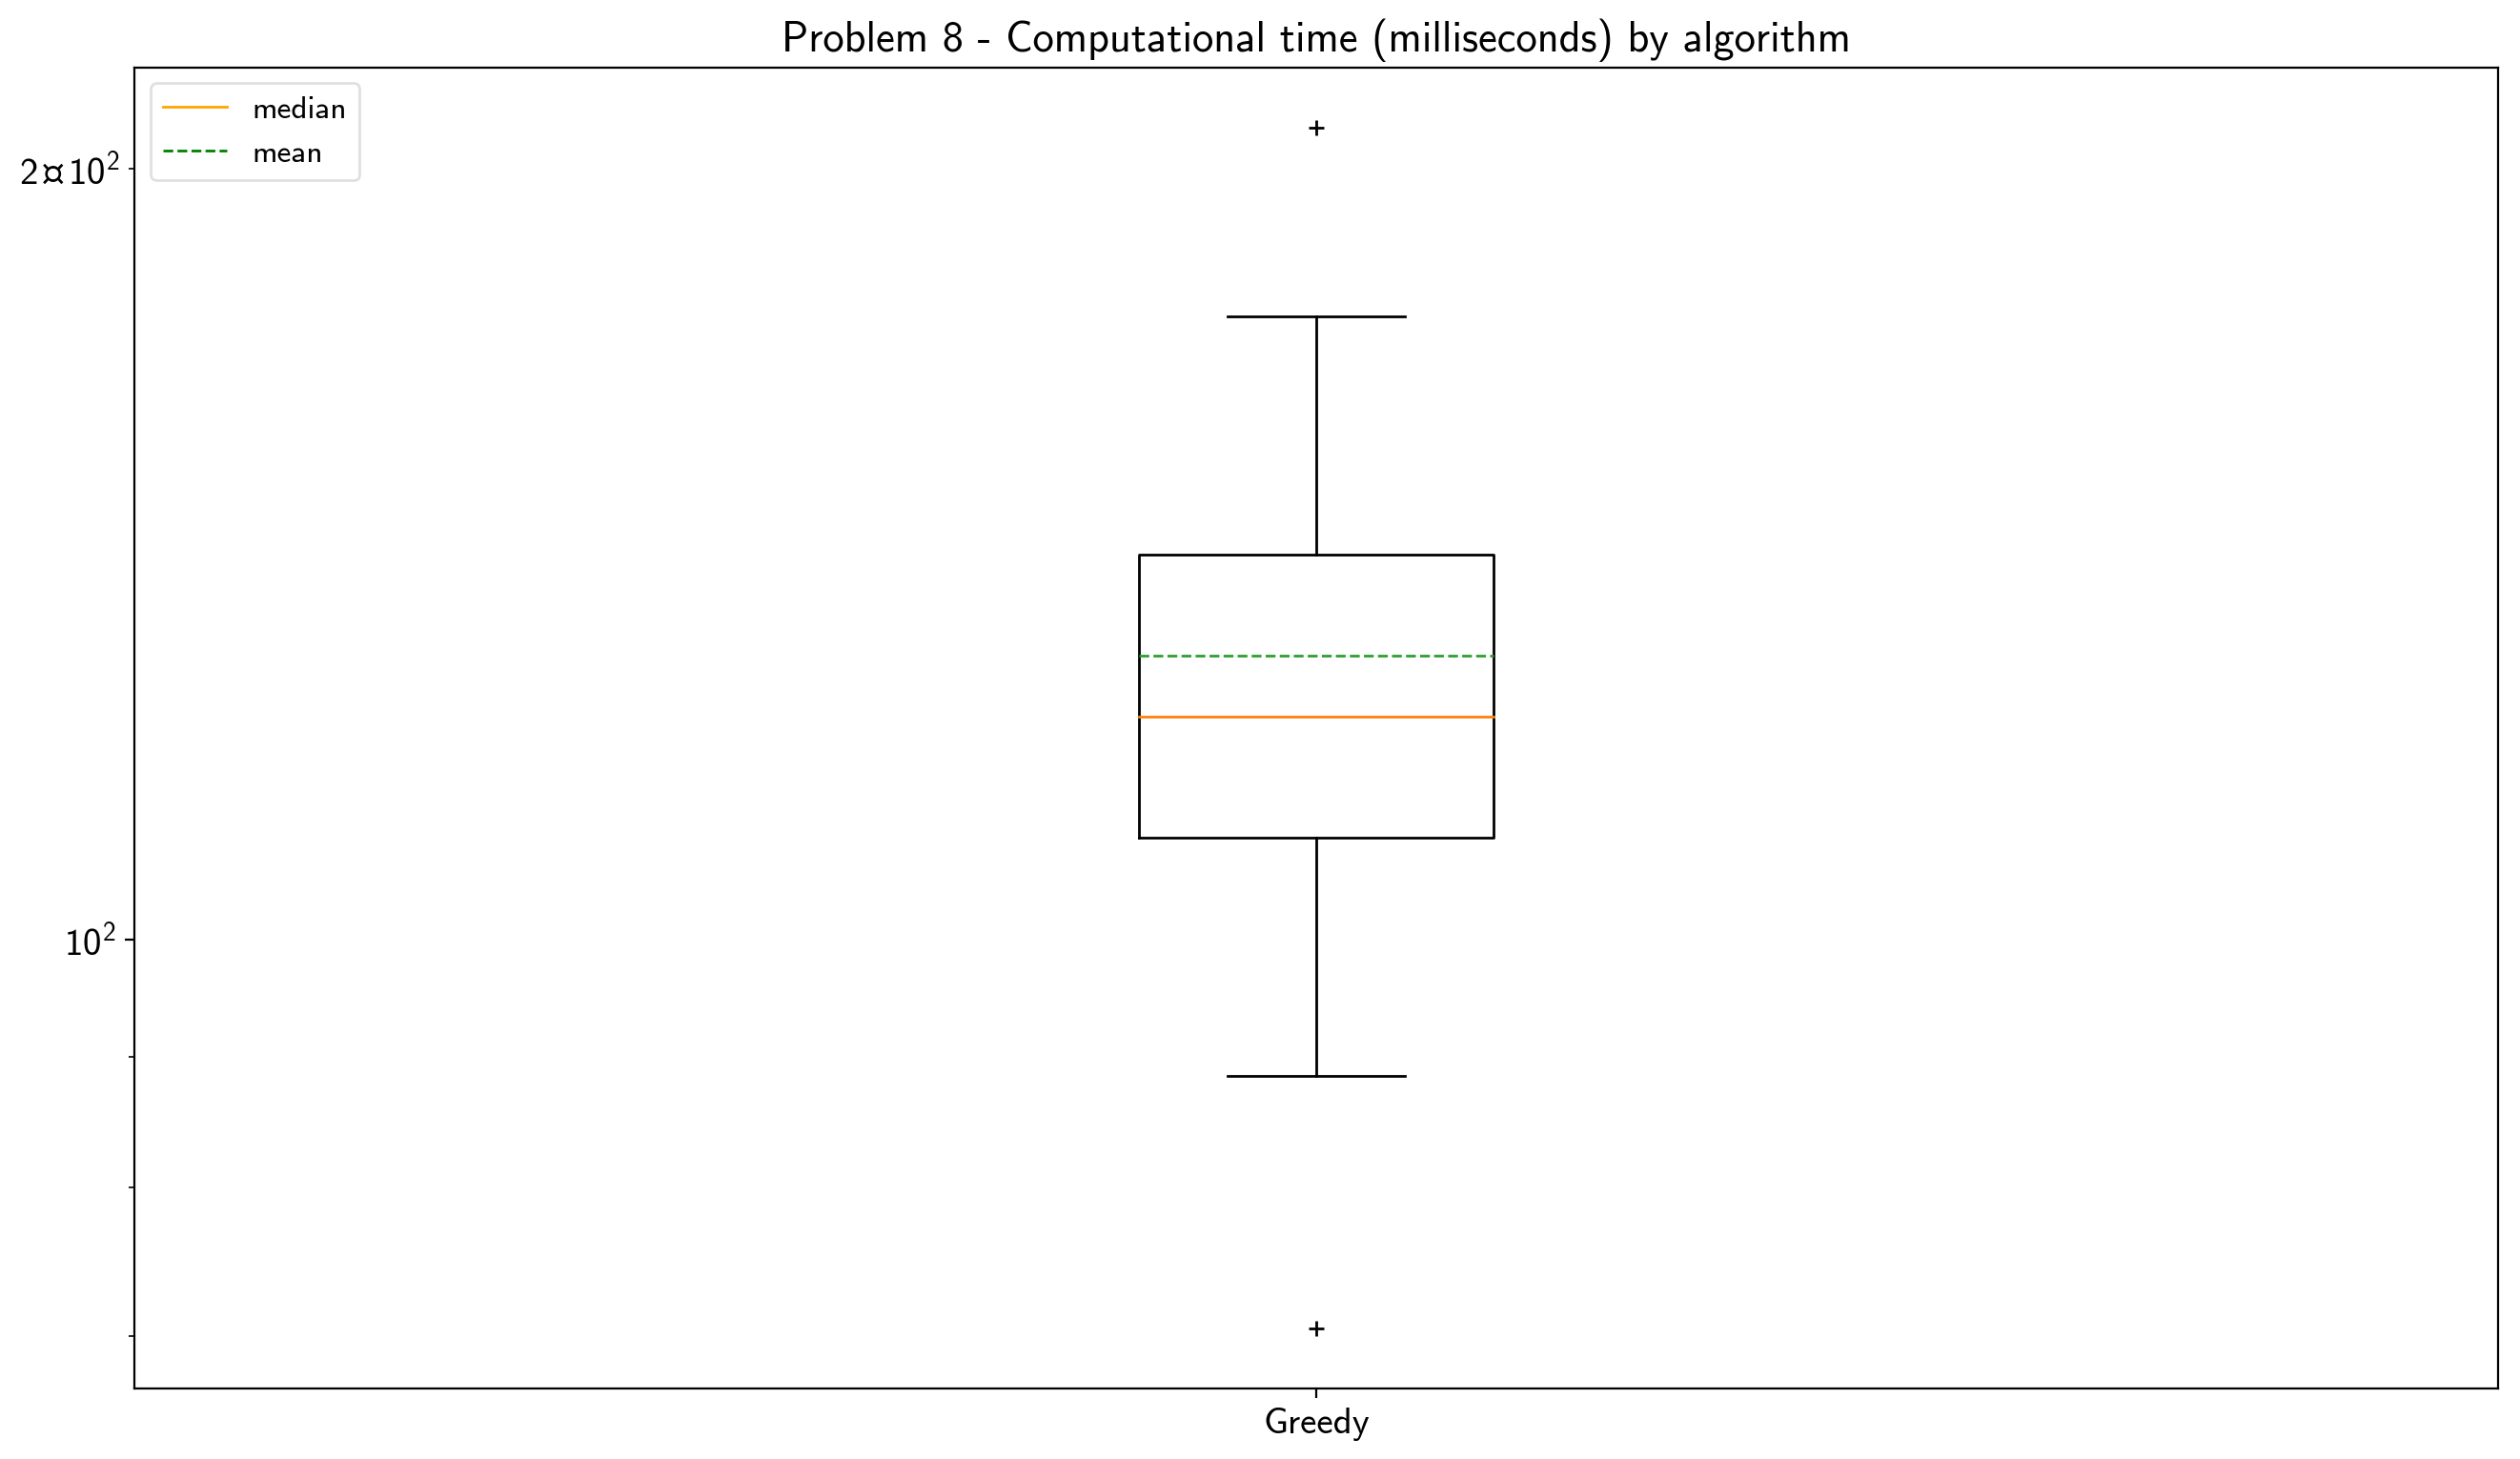 Problem 8 - Computational time (milliseconds) by algorithm
median
mean
2¤10²
10²
Greedy